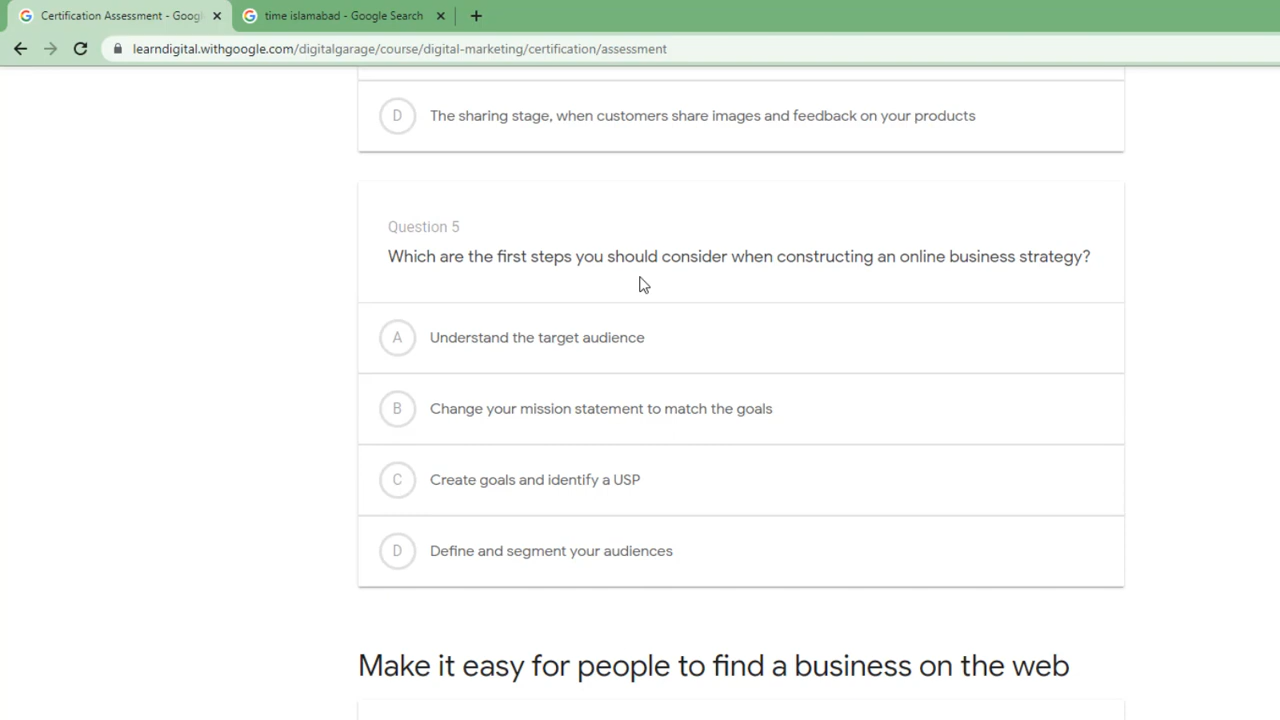 Certification Assessment - Goog
time islamabad - Google Search
learndigital.withgoogle.com/digitalgarage/course/digital-marketing/certification/assessment
D The sharing stage, when customers share images and feedback on your products
Question 5
Which are the first steps you should consider when constructing an online business strategy?
A Understand the target audience
B Change your mission statement to match the goals
C Create goals and identify a USP
D Define and segment your audiences
Make it easy for people to find a business on the web